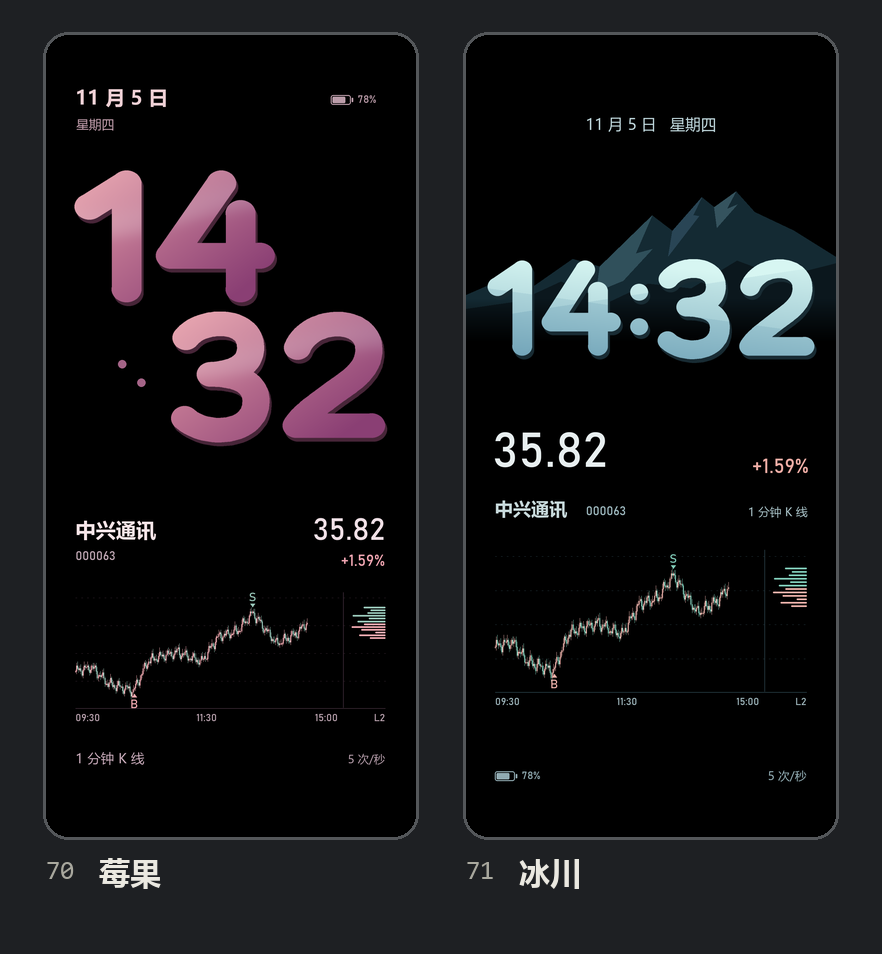 11 月 5 日
78%
星期四
14
32
中兴通讯
35.82
000063
+1.59%
S
B
09:30
11:30
15:00
L2
1 分钟 K 线
5 次/秒
70 莓果
11 月 5 日 星期四
14:32
35.82
+1.59%
中兴通讯 000063
1 分钟 K 线
S
B
09:30
11:30
15:00
L2
78%
5 次/秒
71 冰川